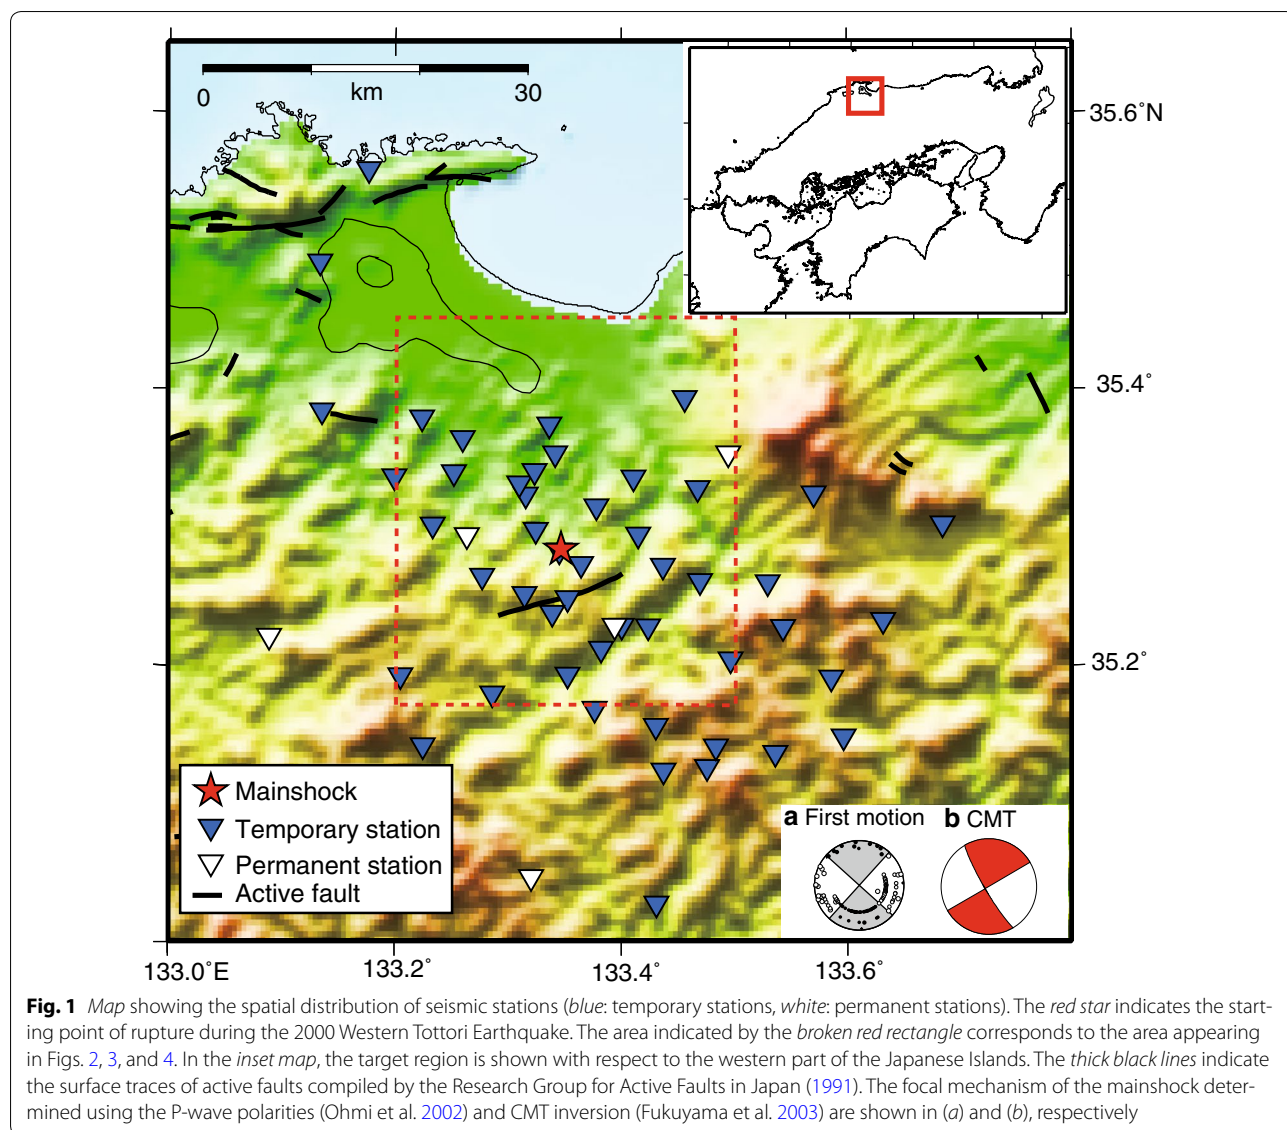 0
km
30
35.6°N
35.4°
35.2°
Mainshock
Temporary station
Permanent station
Active fault
a First motion
b CMT
133.0°E
133.2°
133.4°
133.6°
Fig. 1 Map showing the spatial distribution of seismic stations (blue: temporary stations, white: permanent stations). The red star indicates the start-
ing point of rupture during the 2000 Western Tottori Earthquake. The area indicated by the broken red rectangle corresponds to the area appearing
in Figs. 2, 3, and 4. In the inset map, the target region is shown with respect to the western part of the Japanese Islands. The thick black lines indicate
the surface traces of active faults compiled by the Research Group for Active Faults in Japan (1991). The focal mechanism of the mainshock deter-
mined using the P-wave polarities (Ohmi et al. 2002) and CMT inversion (Fukuyama et al. 2003) are shown in (a) and (b), respectively